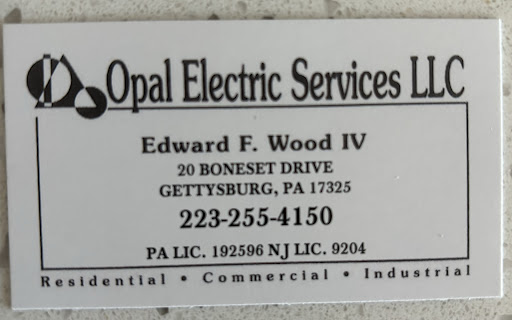 Opal Electric Services LLC
Edward F. Wood IV
20 BONESET DRIVE
GETTYSBURG, PA 17325
223-255-4150
PA LIC. 192596 NJ LIC. 9204
Residential • Commercial • Industrial